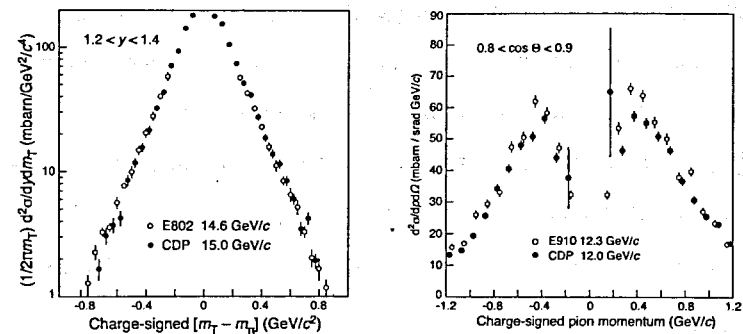 1.2 < y < 1.4
(1/2πm_T) d²σ/dydm_T (mbarn/GeV²/c⁴)
100
10
1
E802 14.6 GeV/c
CDP 15.0 GeV/c
-0.8 -0.4 0 0.4 0.8
Charge-signed [m_T – m_π] (GeV/c²)
0.8 < cos Θ < 0.9
d²σ/dpdΩ (mbarn / srad GeV/c)
90
80
70
60
50
40
30
20
10
0
E910 12.3 GeV/c
CDP 12.0 GeV/c
-1.2 -0.8 -0.4 0 0.4 0.8 1.2
Charge-signed pion momentum (GeV/c)